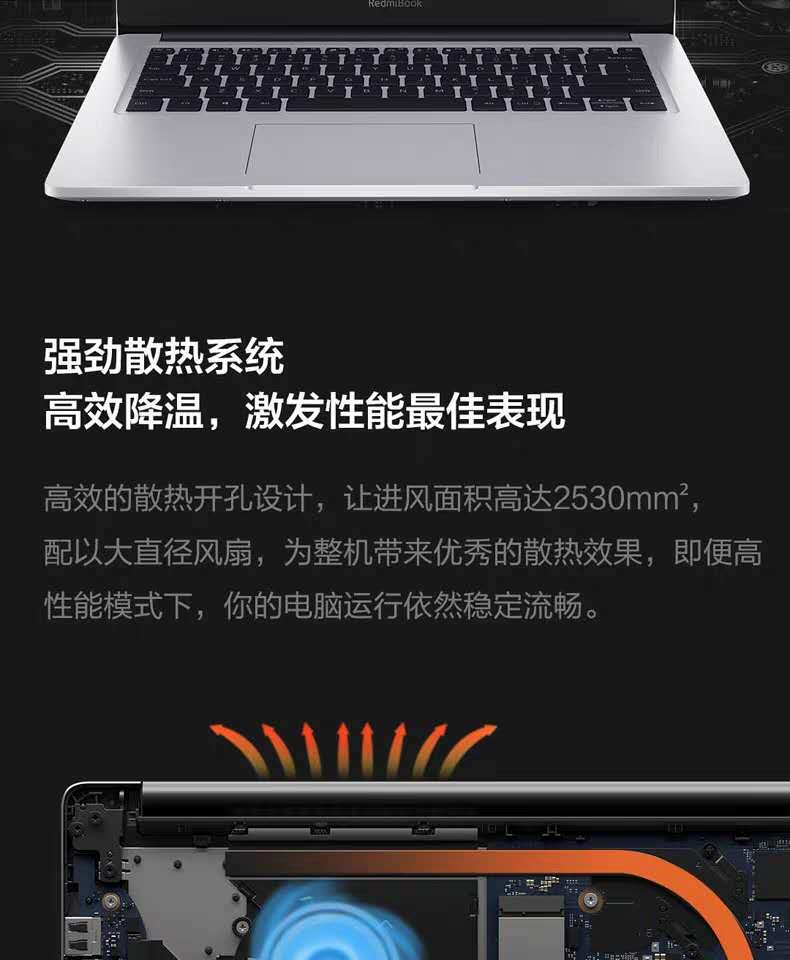 RedmiBook
强劲散热系统
高效降温，激发性能最佳表现
高效的散热开孔设计，让进风面积高达2530mm²，
配以大直径风扇，为整机带来优秀的散热效果，即便高
性能模式下，你的电脑运行依然稳定流畅。